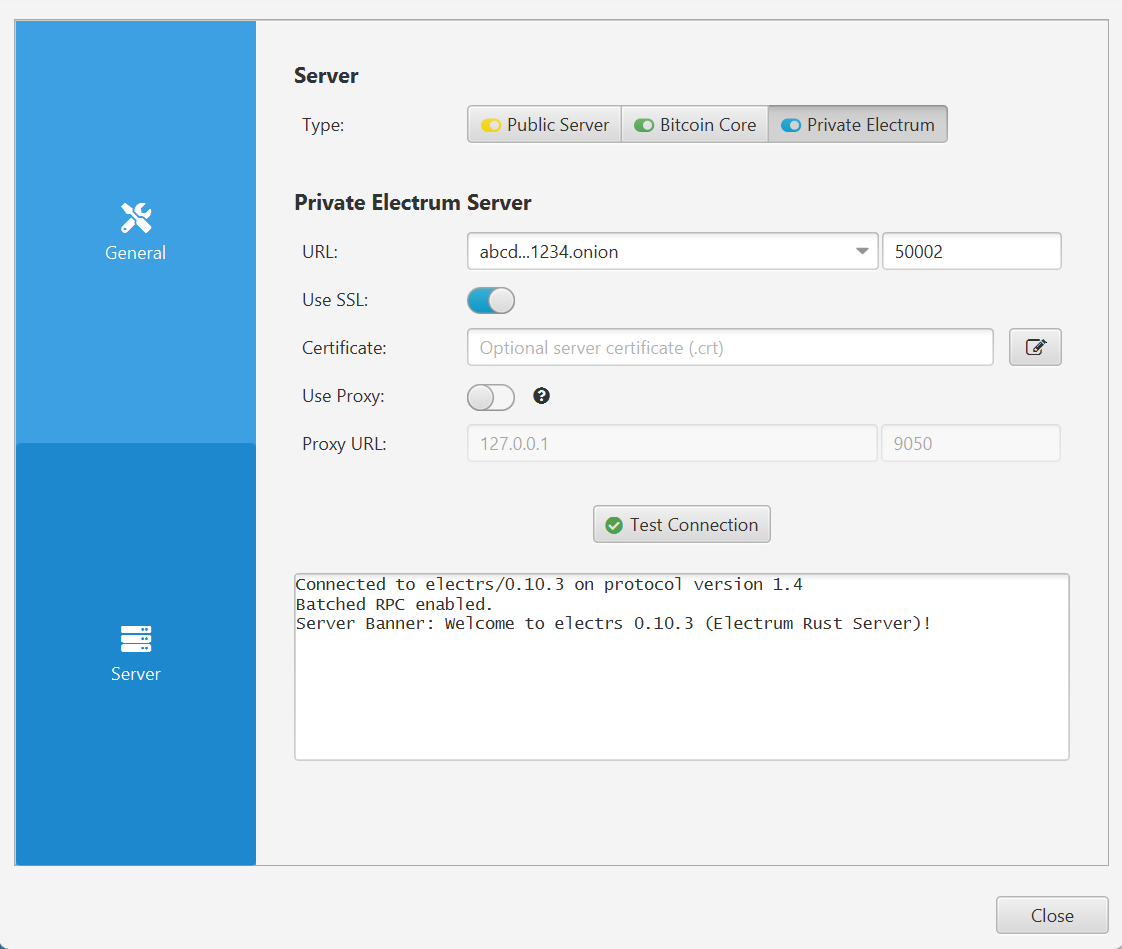 Server
Type: Public Server Bitcoin Core Private Electrum
General
Private Electrum Server
URL: abcd...1234.onion 50002
Use SSL:
Certificate: Optional server certificate (.crt)
Use Proxy: ?
Proxy URL: 127.0.0.1 9050
Test Connection
Connected to electrs/0.10.3 on protocol version 1.4
Batched RPC enabled.
Server Banner: Welcome to electrs 0.10.3 (Electrum Rust Server)!
Server
Close